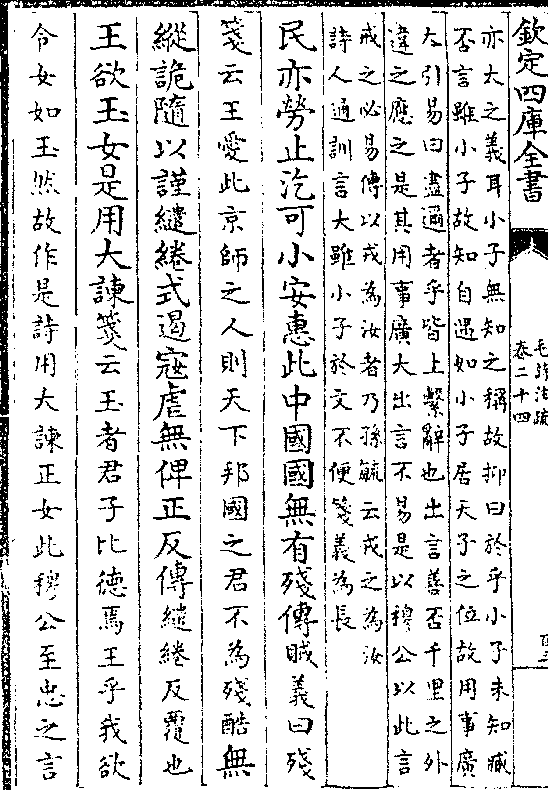 欽定四庫全書
毛詩注疏
卷二十四
亦大之義耳小子無知之稱故抑曰於乎小子未知臧
否言雖小子故知自遇如小子居天子之位故用事廣
大引易曰盡通者乎皆上繫辭也出言善否千里之外
違之應之是其用事廣大出言不易是以穆公以此言
戒之必易傳以戎為汝者乃孫毓云戎之為汝
詩人通訓言大雖小子於文不便箋義為長
民亦勞止汔可小安惠此中國國無有殘傳賊義曰殘
箋云王愛此京師之人則天下邦國之君不為殘酷無
縱詭隨以謹繾綣式遏寇虐無俾正反傳繾綣反覆也
王欲玉女是用大諫箋云玉者君子比德焉王乎我欲
令女如玉然故作是詩用大諫正女此穆公至忠之言